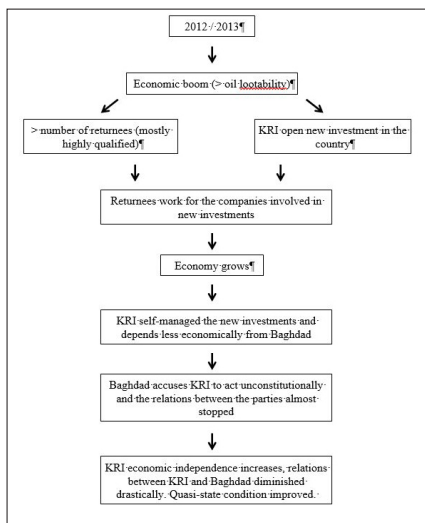 2012·/·2013¶
Economic·boom·(>·oil·lootability)¶
>·number·of·returnees·(mostly·
highly·qualified)¶
KRI·open·new·investment·in·the·
country¶
Returnees·work·for·the·companies·involved·in·
new·investments
Economy·grows¶
KRI·self-managed·the·new·investments·and·
depends·less·economically·from·Baghdad
Baghdad·accuses·KRI·to·act·unconstitutionally·
and·the·relations·between·the·parties·almost·
stopped
KRI·economic·independence·increases,·relations·
between·KRI·and·Baghdad·diminished·
drastically.·Quasi-state·condition·improved.·